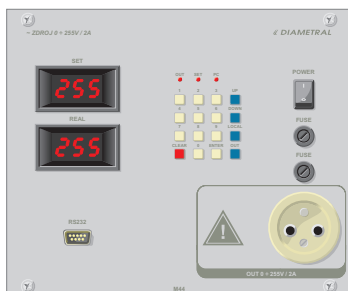 ~ ZDROJ 0 ÷ 255V / 2A
DIAMETRAL
SET
255
REAL
255
OUT SET PC
1 2 3 UP
4 5 6 DOWN
7 8 9 LOCAL
CLEAR 0 ENTER OUT
POWER
FUSE
FUSE
RS232
OUT 0 ÷ 255V / 2A
M44